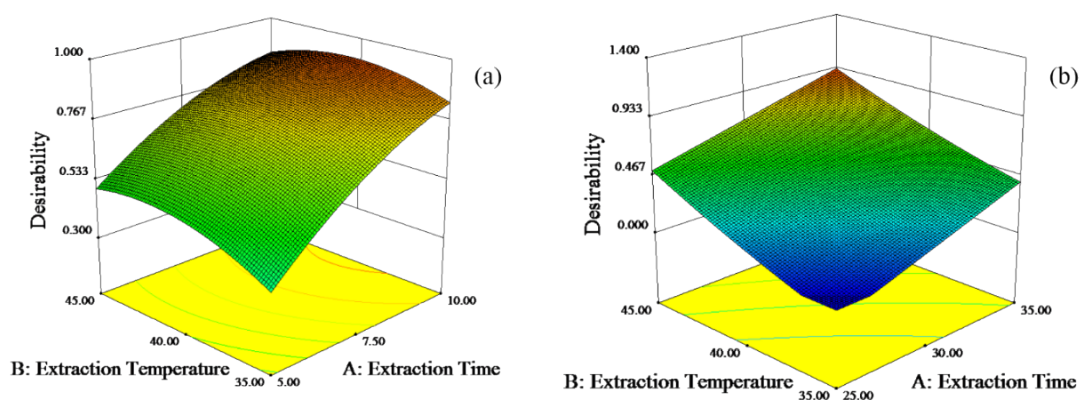 (a)
1.000
0.767
0.533
0.300
Desirability
45.00
40.00
35.00
5.00
7.50
10.00
B: Extraction Temperature
A: Extraction Time
(b)
1.400
0.933
0.467
0.000
Desirability
45.00
40.00
35.00
25.00
30.00
35.00
B: Extraction Temperature
A: Extraction Time